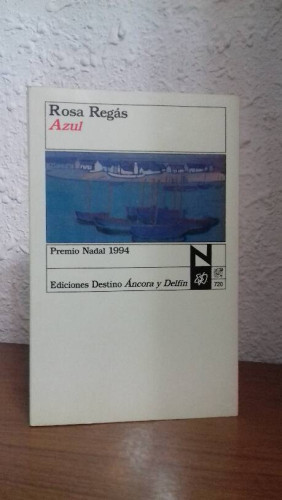 Rosa Regás
Azul
Premio Nadal 1994
N
Ediciones Destino Áncora y Delfín
720